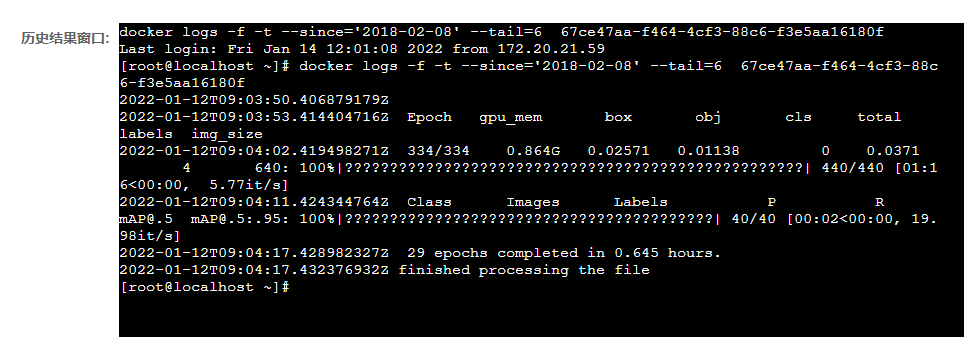 历史结果窗口:
docker logs -f -t --since='2018-02-08' --tail=6  67ce47aa-f464-4cf3-88c6-f3e5aa16180f
Last login: Fri Jan 14 12:01:08 2022 from 172.20.21.59
[root@localhost ~]# docker logs -f -t --since='2018-02-08' --tail=6  67ce47aa-f464-4cf3-88c
6-f3e5aa16180f
2022-01-12T09:03:50.406879179Z
2022-01-12T09:03:53.414404716Z  Epoch   gpu_mem       box       obj       cls     total
labels  img_size
2022-01-12T09:04:02.419498271Z  334/334    0.864G   0.02571   0.01138         0    0.0371
       4       640: 100%|???????????????????????????????????????????????????| 440/440 [01:1
6<00:00,  5.77it/s]
2022-01-12T09:04:11.424344764Z  Class      Images      Labels           P           R
mAP@.5  mAP@.5:.95: 100%|?????????????????????????????????????????| 40/40 [00:02<00:00, 19.
98it/s]
2022-01-12T09:04:17.428982327Z  29 epochs completed in 0.645 hours.
2022-01-12T09:04:17.432376932Z finished processing the file
[root@localhost ~]#